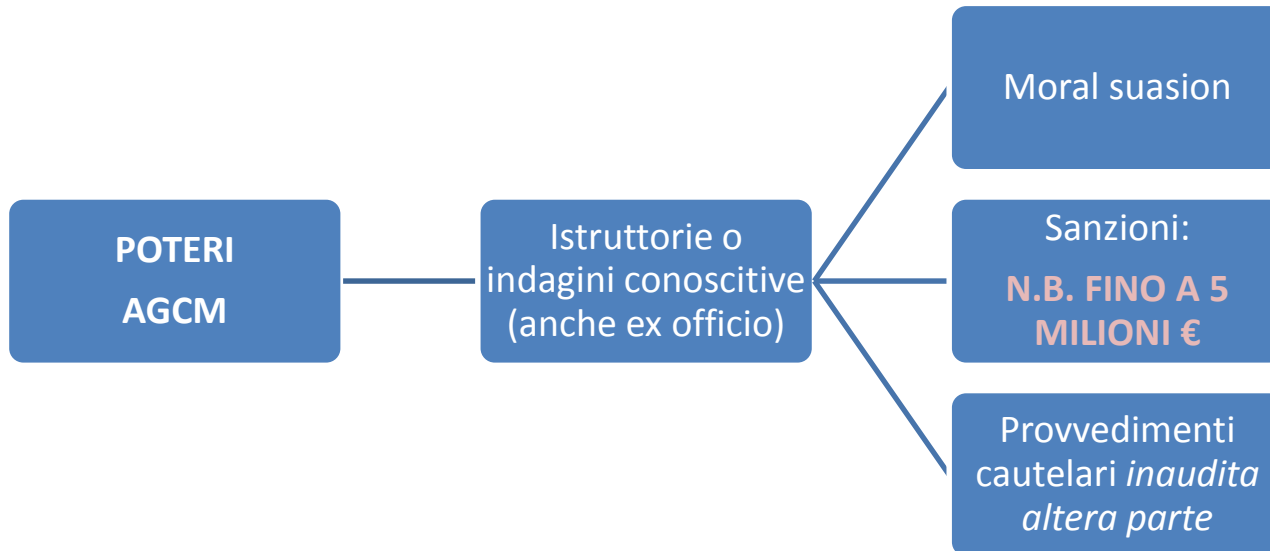 POTERI
AGCM
Istruttorie o
indagini conoscitive
(anche ex officio)
Moral suasion
Sanzioni:
N.B. FINO A 5
MILIONI €
Provvedimenti
cautelari inaudita
altera parte